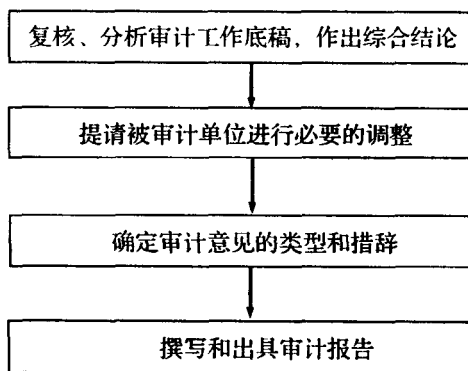 复核、分析审计工作底稿，作出综合结论
提请被审计单位进行必要的调整
确定审计意见的类型和措辞
撰写和出具审计报告